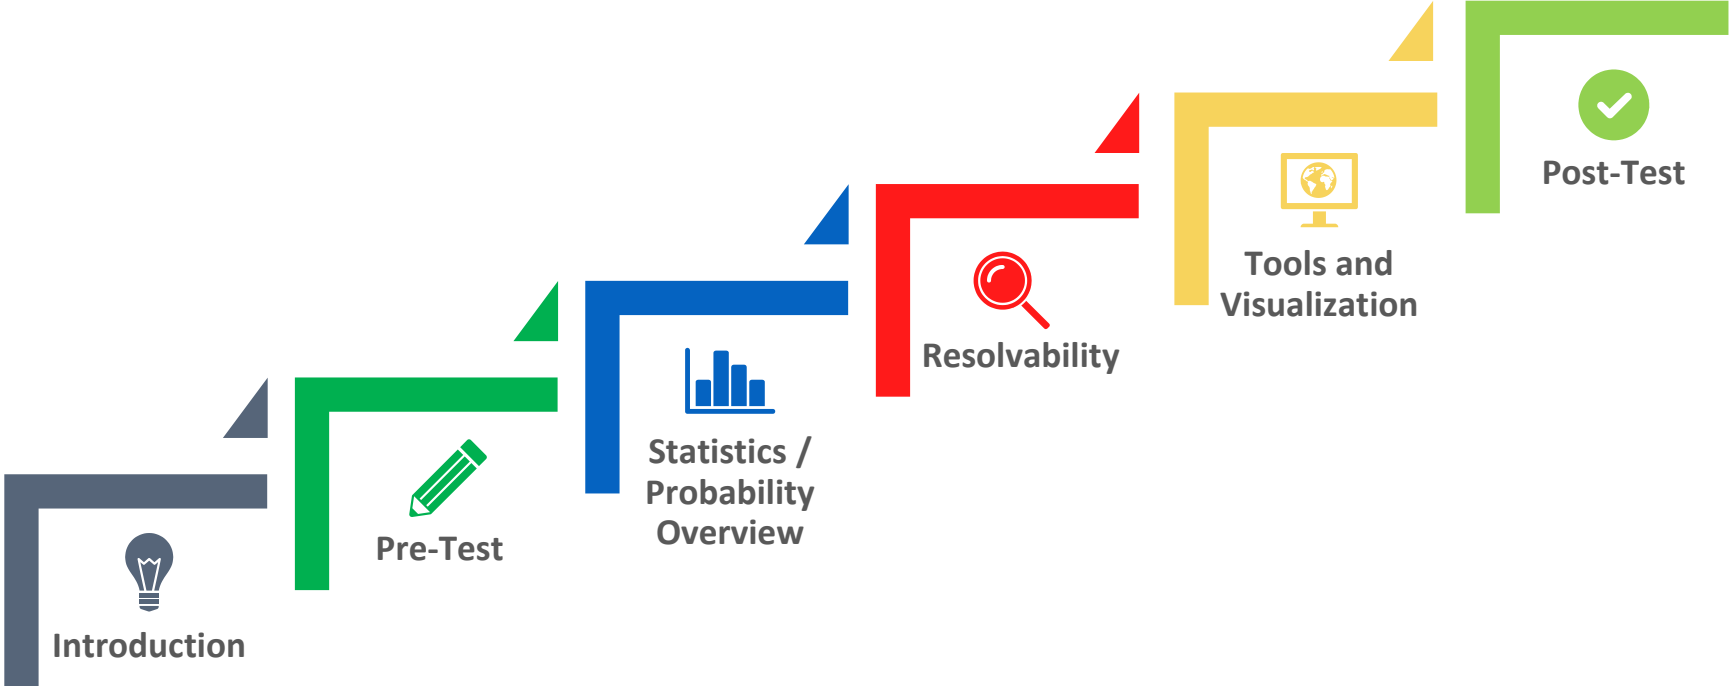 Introduction
Pre-Test
Statistics /
Probability
Overview
Resolvability
Tools and
Visualization
Post-Test